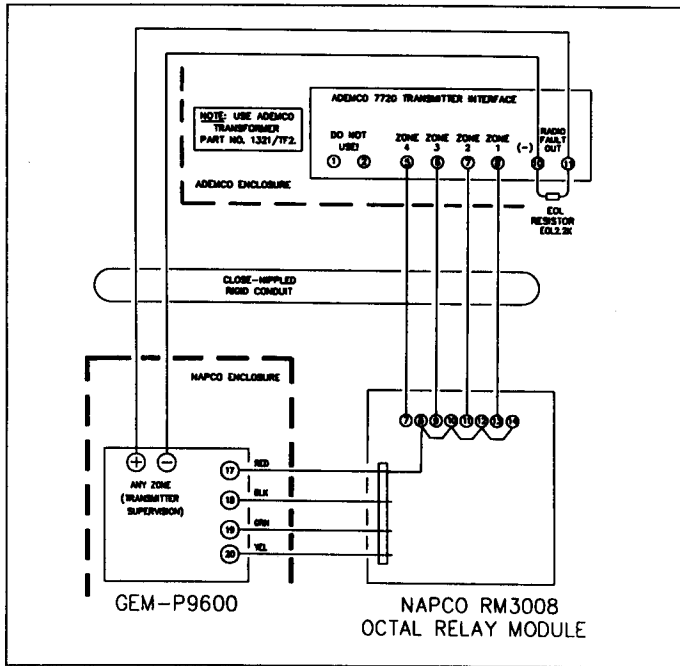 ADEMCO 7720 TRANSMITTER INTERFACE
NOTE: USE ADEMCO
TRANSFORMER
PART NO. 1321/TF2.
DO NOT
USE!
ZONE
4
ZONE
3
ZONE
2
ZONE
1
(-)
RADIO
FAULT
OUT
1
2
5
6
7
8
10
11
ADEMCO ENCLOSURE
EOL
RESISTOR
EOL2.2K
CLOSE-NIPPLED
RIGID CONDUIT
NAPCO ENCLOSURE
7
8
9
10
11
12
13
14
+
−
ANY ZONE
(TRANSMITTER
SUPERVISION)
17
RED
18
BLK
19
GRN
20
YEL
GEM-P9600
NAPCO RM3008
OCTAL RELAY MODULE